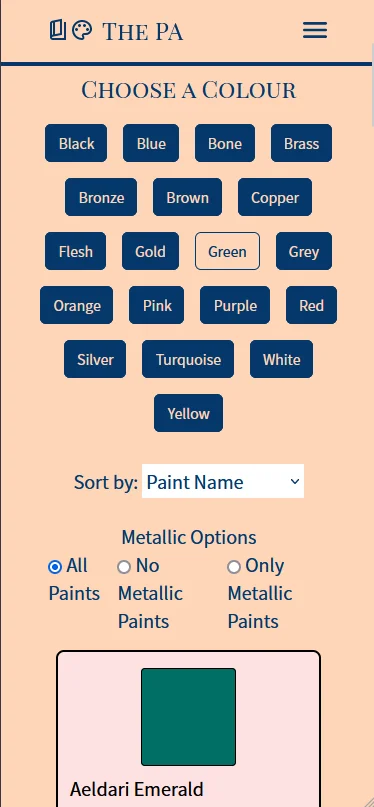 The PA
Choose a Colour
Black Blue Bone Brass
Bronze Brown Copper
Flesh Gold Green Grey
Orange Pink Purple Red
Silver Turquoise White
Yellow
Sort by: Paint Name
Metallic Options
All Paints
No Metallic Paints
Only Metallic Paints
Aeldari Emerald